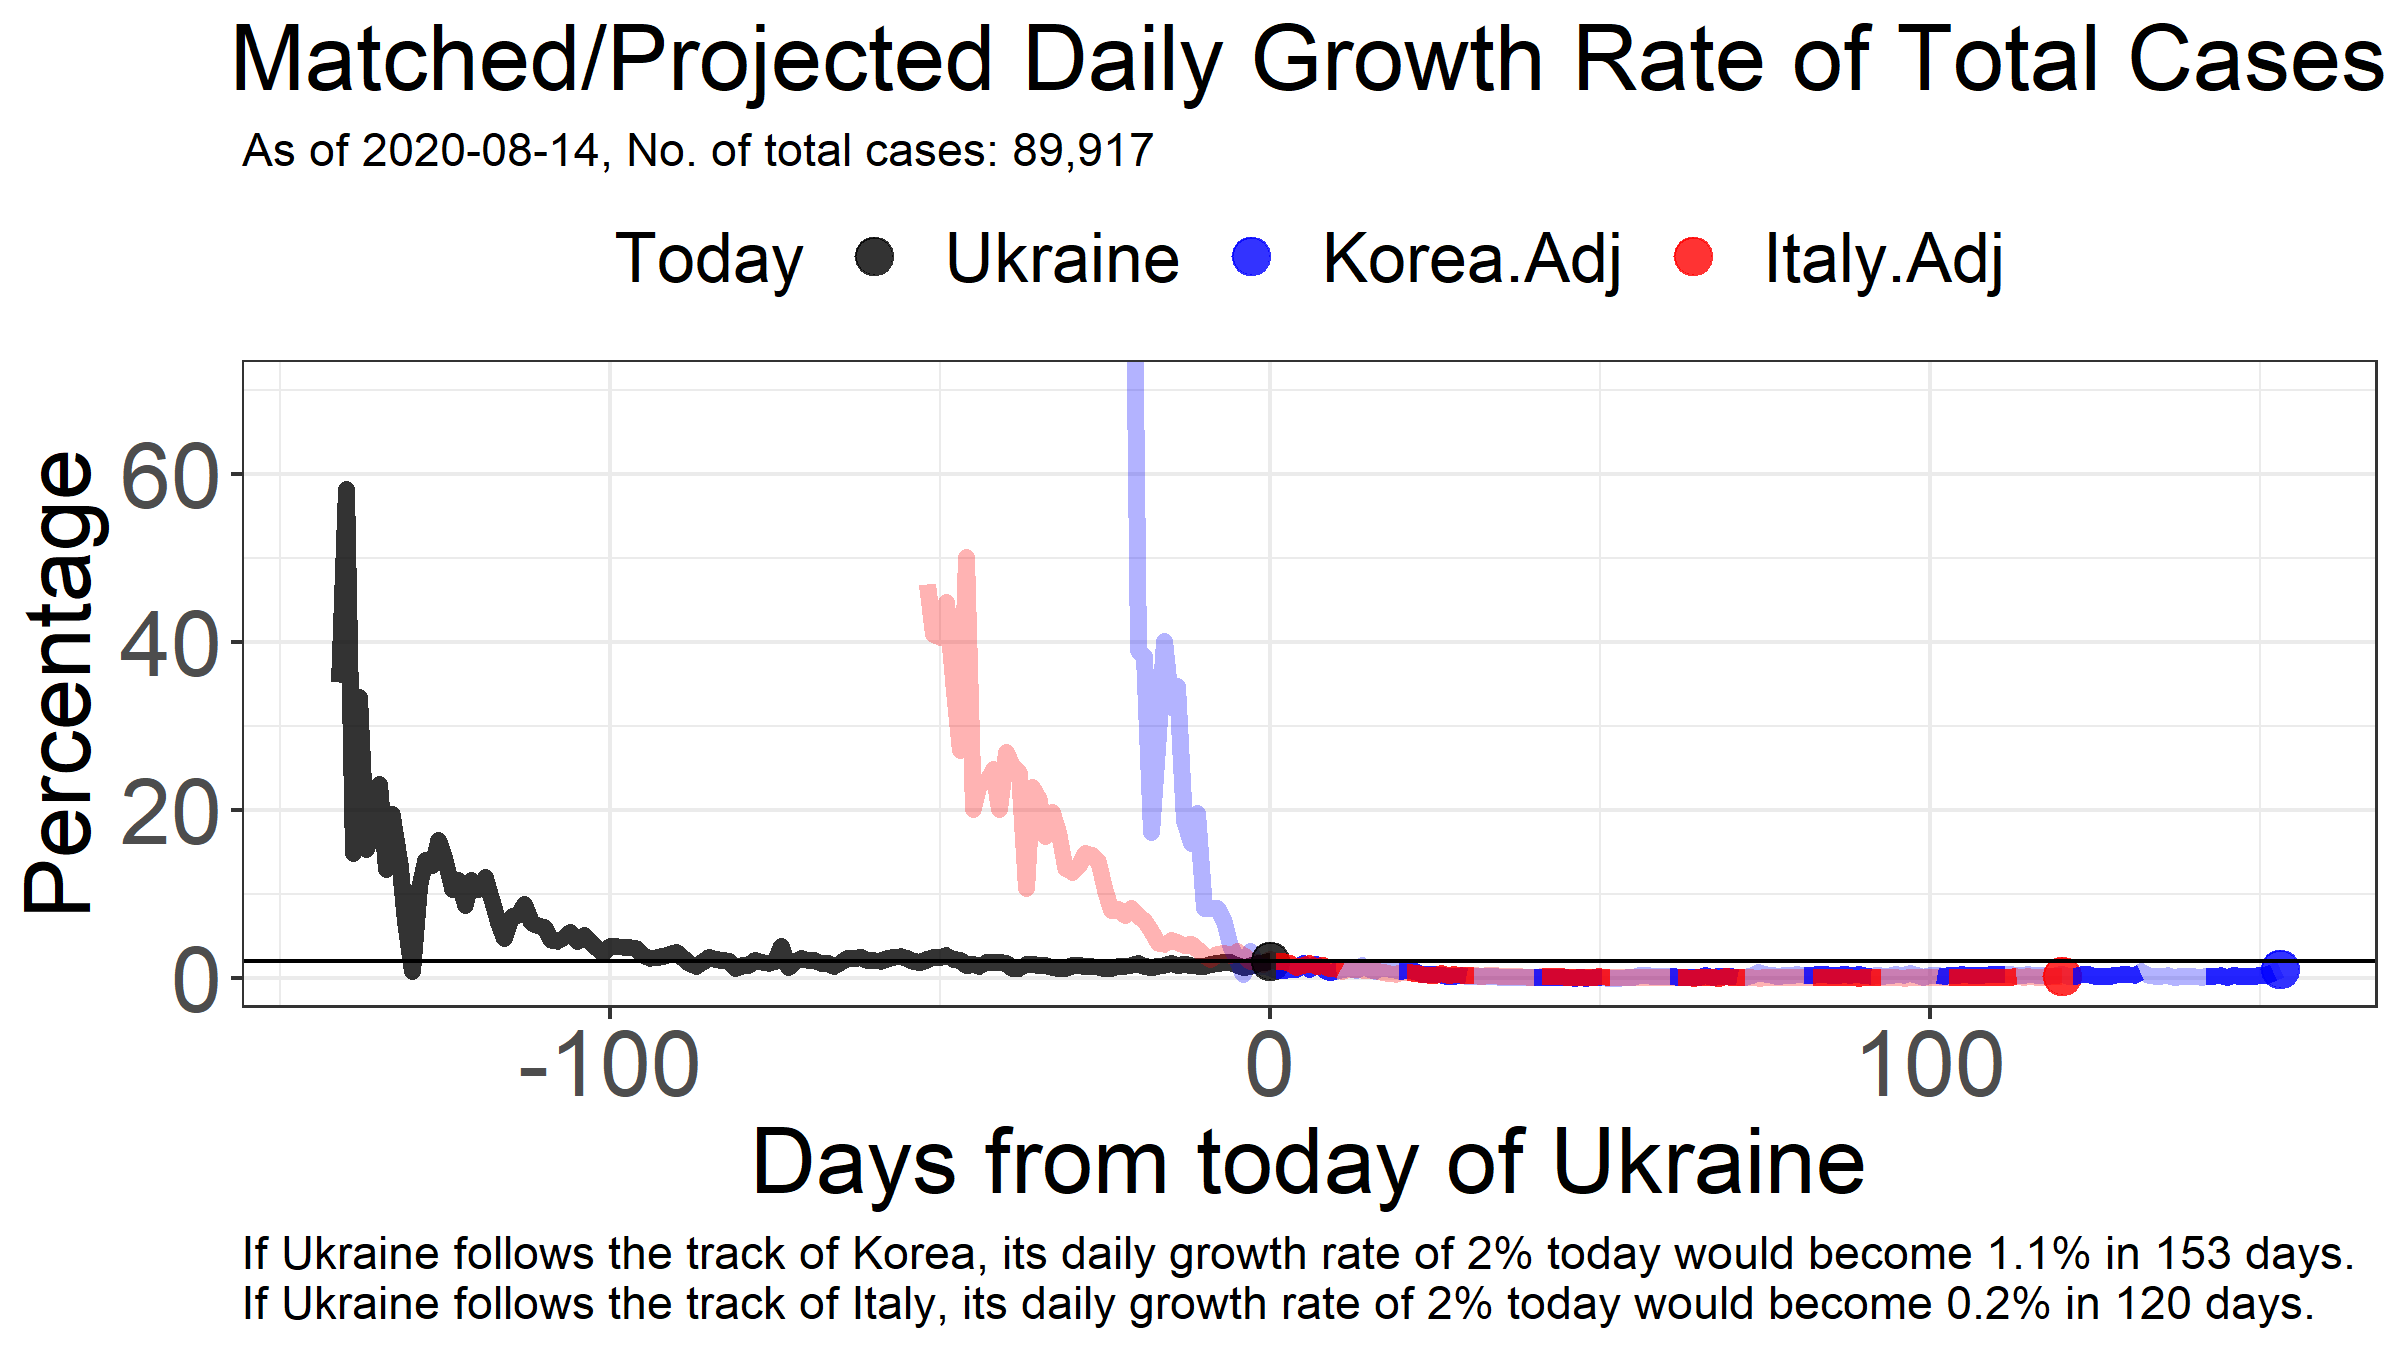 Matched/Projected Daily Growth Rate of Total Cases
As of 2020-08-14, No. of total cases: 89,917
Today Ukraine Korea.Adj Italy.Adj
Percentage
60
40
20
0
-100 0 100
Days from today of Ukraine
If Ukraine follows the track of Korea, its daily growth rate of 2% today would become 1.1% in 153 days.
If Ukraine follows the track of Italy, its daily growth rate of 2% today would become 0.2% in 120 days.